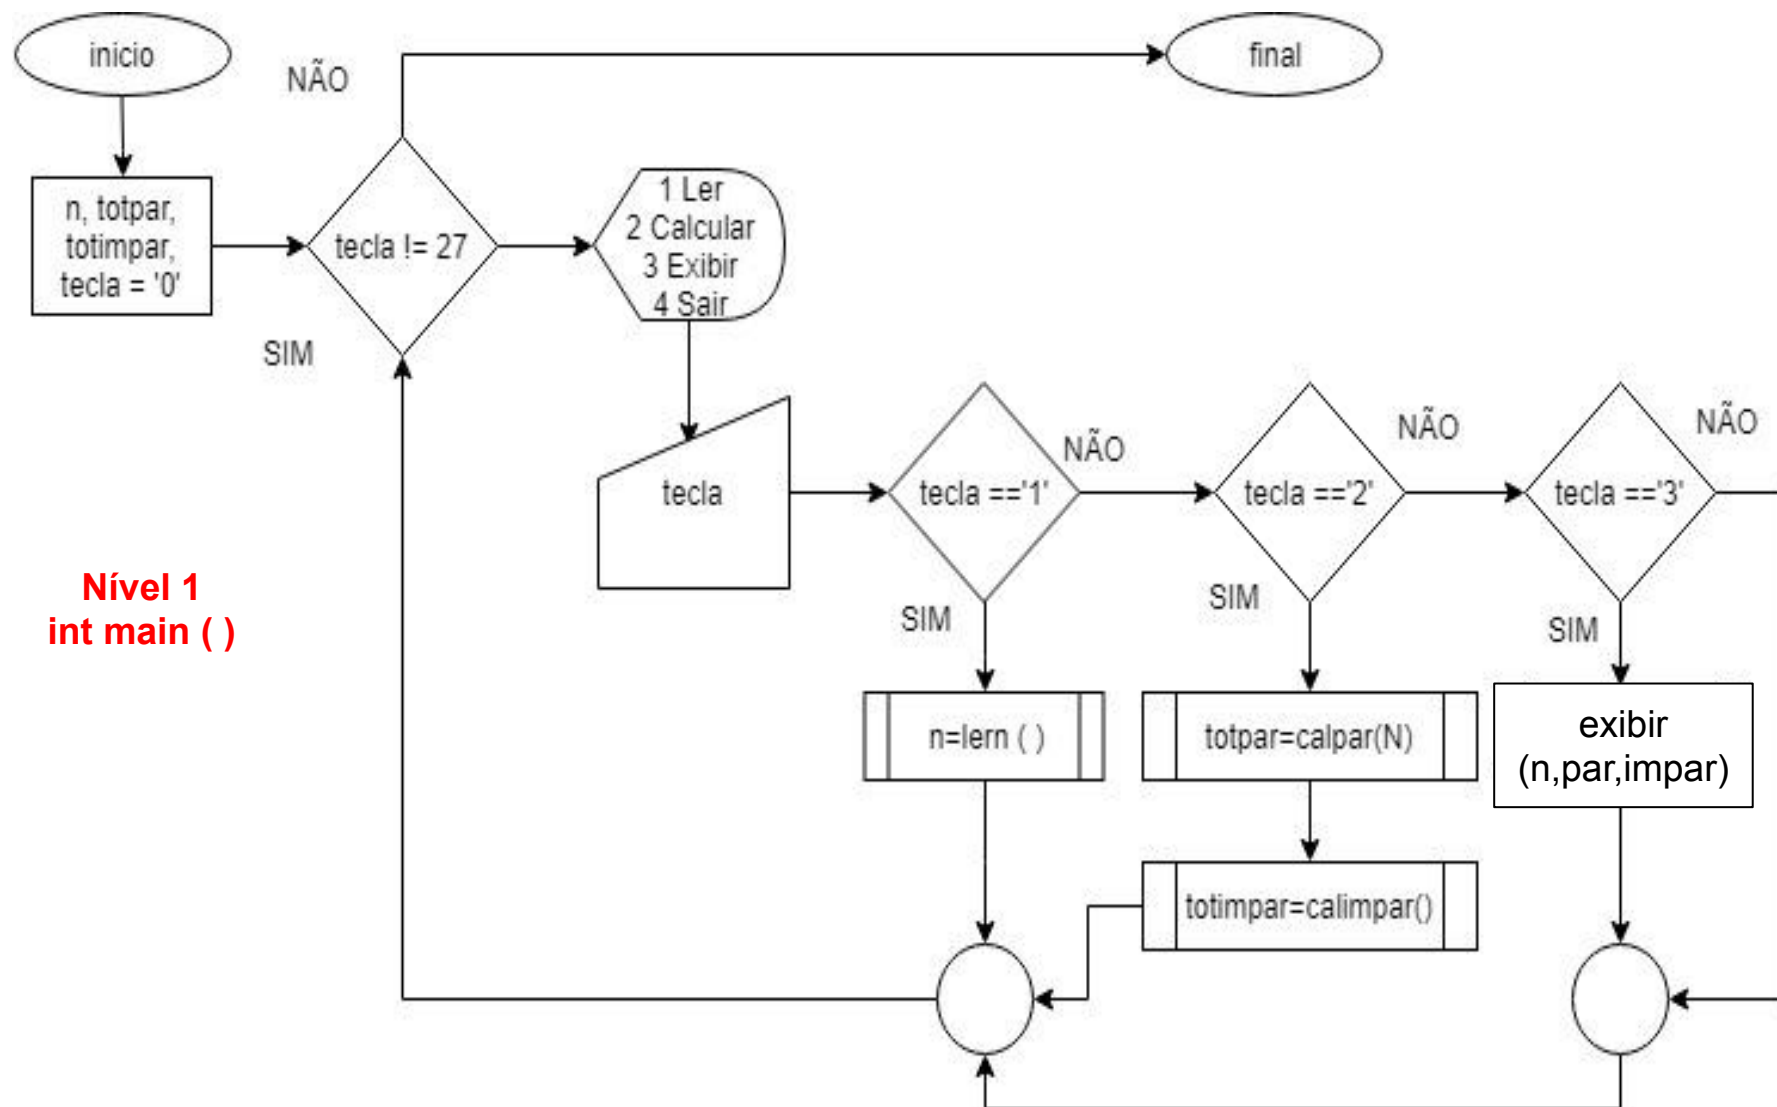 inicio
final
NÃO
n, totpar,
totimpar,
tecla = '0'
tecla != 27
SIM
1 Ler
2 Calcular
3 Exibir
4 Sair
tecla
tecla =='1'
NÃO
tecla =='2'
NÃO
tecla =='3'
NÃO
SIM
SIM
SIM
Nível 1
int main ( )
n=lern ( )
totpar=calpar(N)
exibir
(n,par,impar)
totimpar=calimpar()